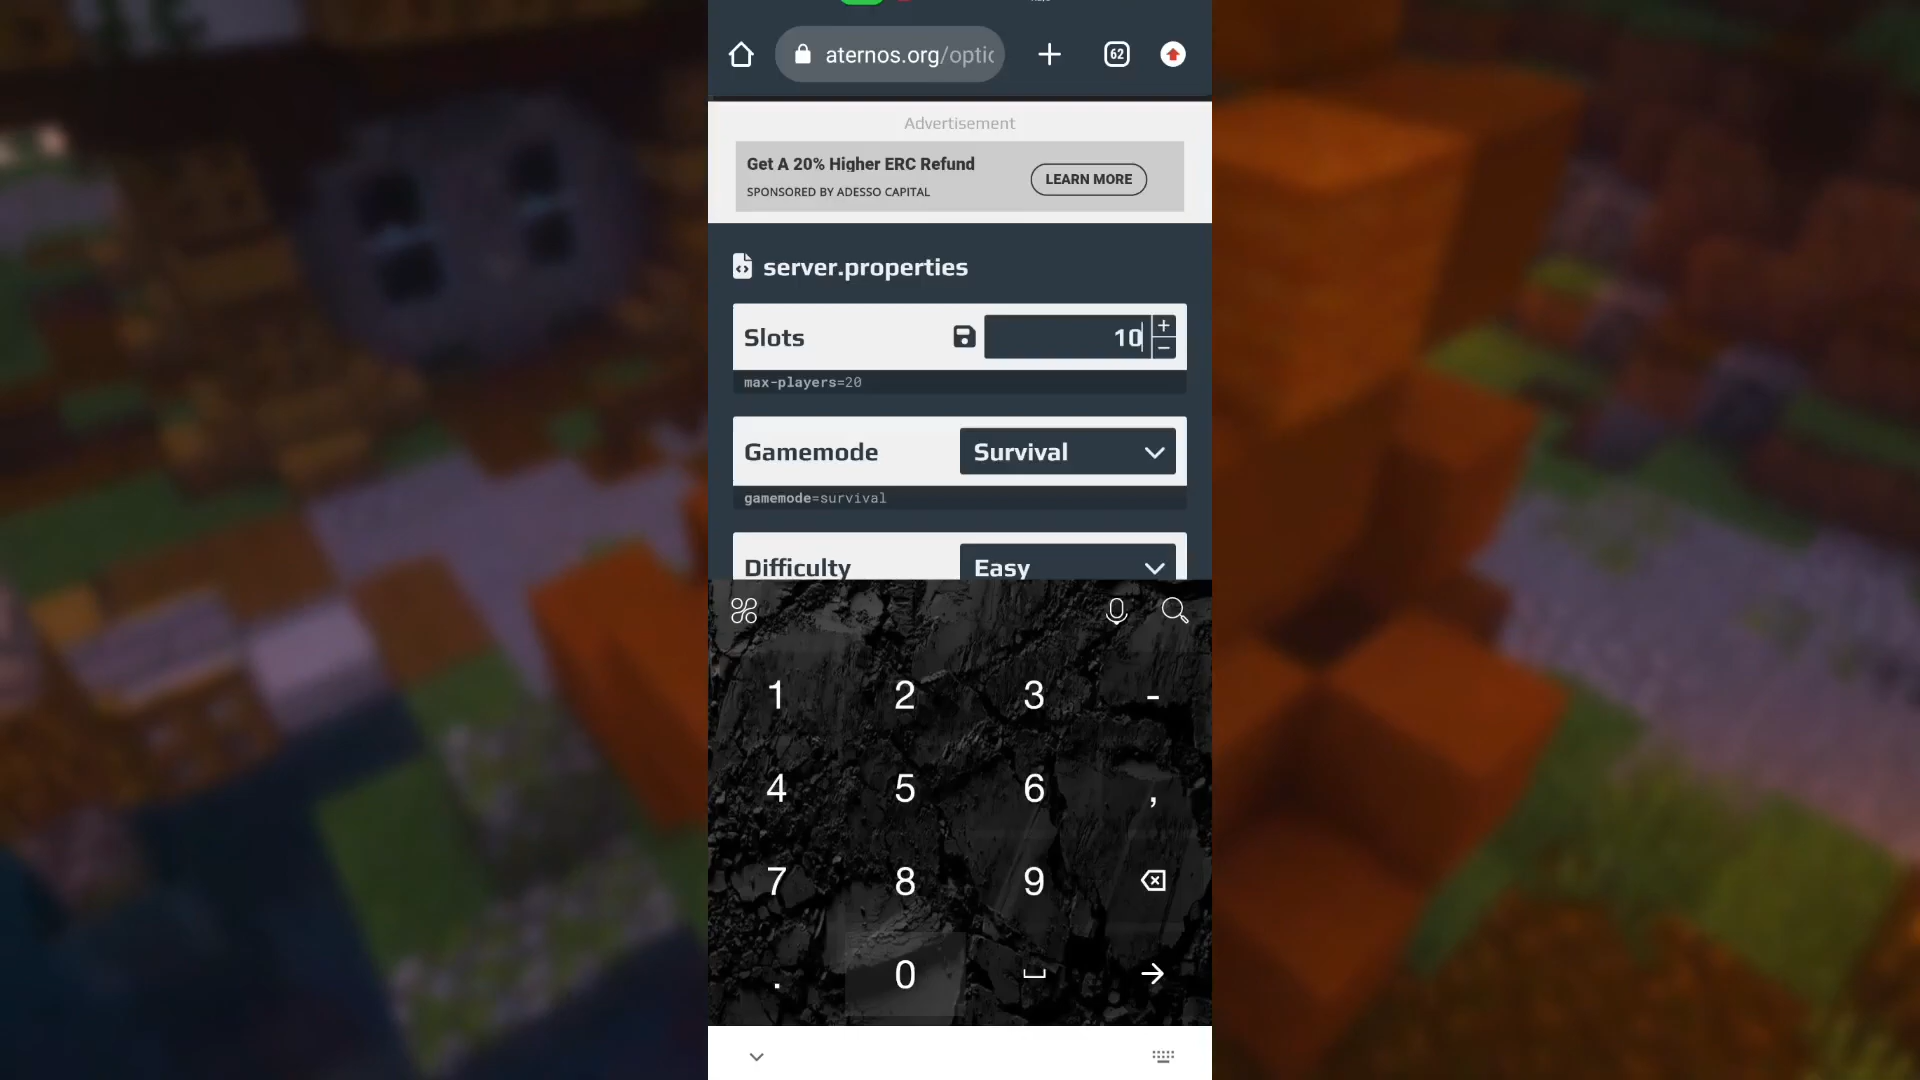 aternos.org/optic
62
Advertisement
Get A 20% Higher ERC Refund
SPONSORED BY ADESSO CAPITAL
LEARN MORE
server.properties
Slots
10
+
−
max-players=20
Gamemode
Survival
gamemode=survival
Difficulty
Easy
1 2 3 -
4 5 6 ,
7 8 9
. 0